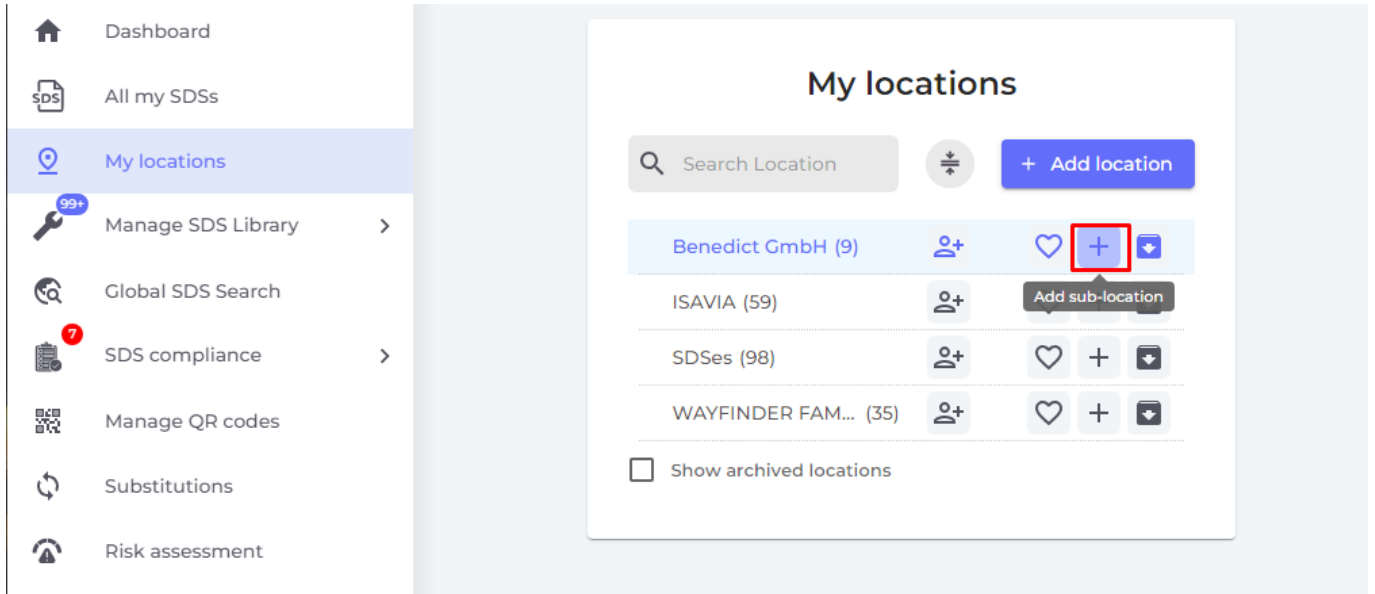 Dashboard
SDS
All my SDSs
My locations
99+
Manage SDS Library
Global SDS Search
7
SDS compliance
Manage QR codes
Substitutions
Risk assessment
My locations
Search Location
+ Add location
Benedict GmbH (9)
Add sub-location
ISAVIA (59)
SDSes (98)
WAYFINDER FAM... (35)
Show archived locations